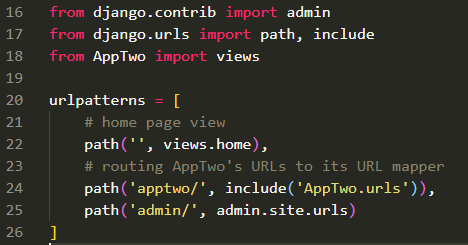 16 from django.contrib import admin
17 from django.urls import path, include
18 from AppTwo import views
19
20 urlpatterns = [
21     # home page view
22     path('', views.home),
23     # routing AppTwo's URLs to its URL mapper
24     path('apptwo/', include('AppTwo.urls')),
25     path('admin/', admin.site.urls)
26 ]